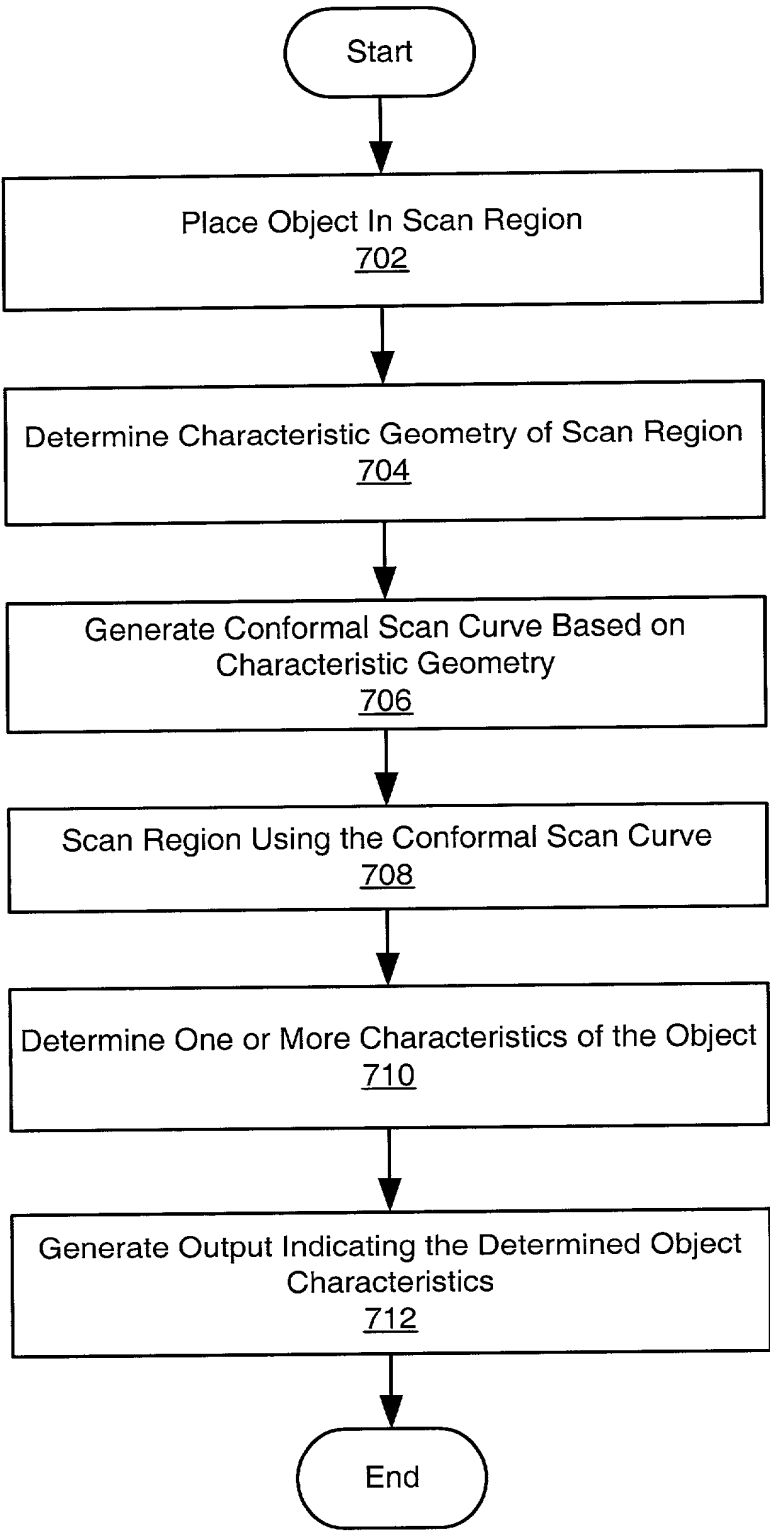 Start
Place Object In Scan Region
702
Determine Characteristic Geometry of Scan Region
704
Generate Conformal Scan Curve Based on
Characteristic Geometry
706
Scan Region Using the Conformal Scan Curve
708
Determine One or More Characteristics of the Object
710
Generate Output Indicating the Determined Object
Characteristics
712
End